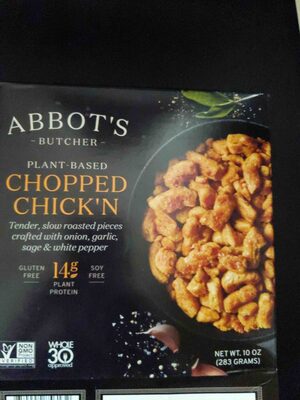 ABBOT'S
- BUTCHER -
PLANT-BASED
CHOPPED
CHICK'N
Tender, slow roasted pieces
crafted with onion, garlic,
sage & white pepper
GLUTEN
FREE
14g
PLANT
PROTEIN
SOY
FREE
NON
GMO
VERIFIED
WHOLE
30
approved
NET WT. 10 OZ
(283 GRAMS)